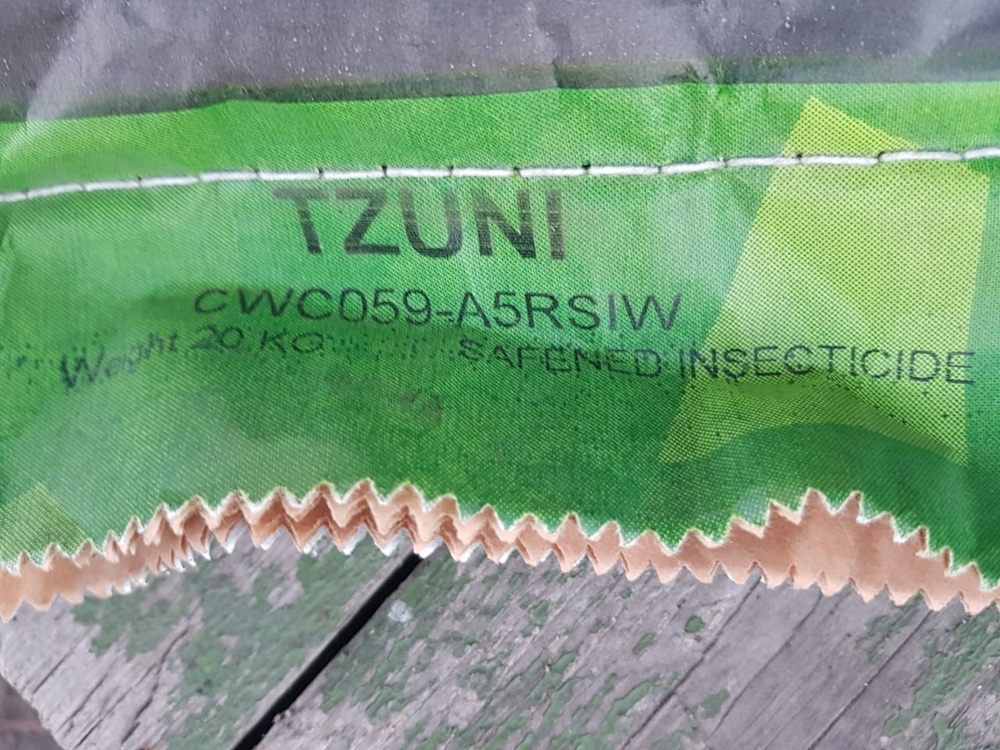 TZUNI
CWC059-A5RSIW
Weight 20 KG SAFENED INSECTICIDE